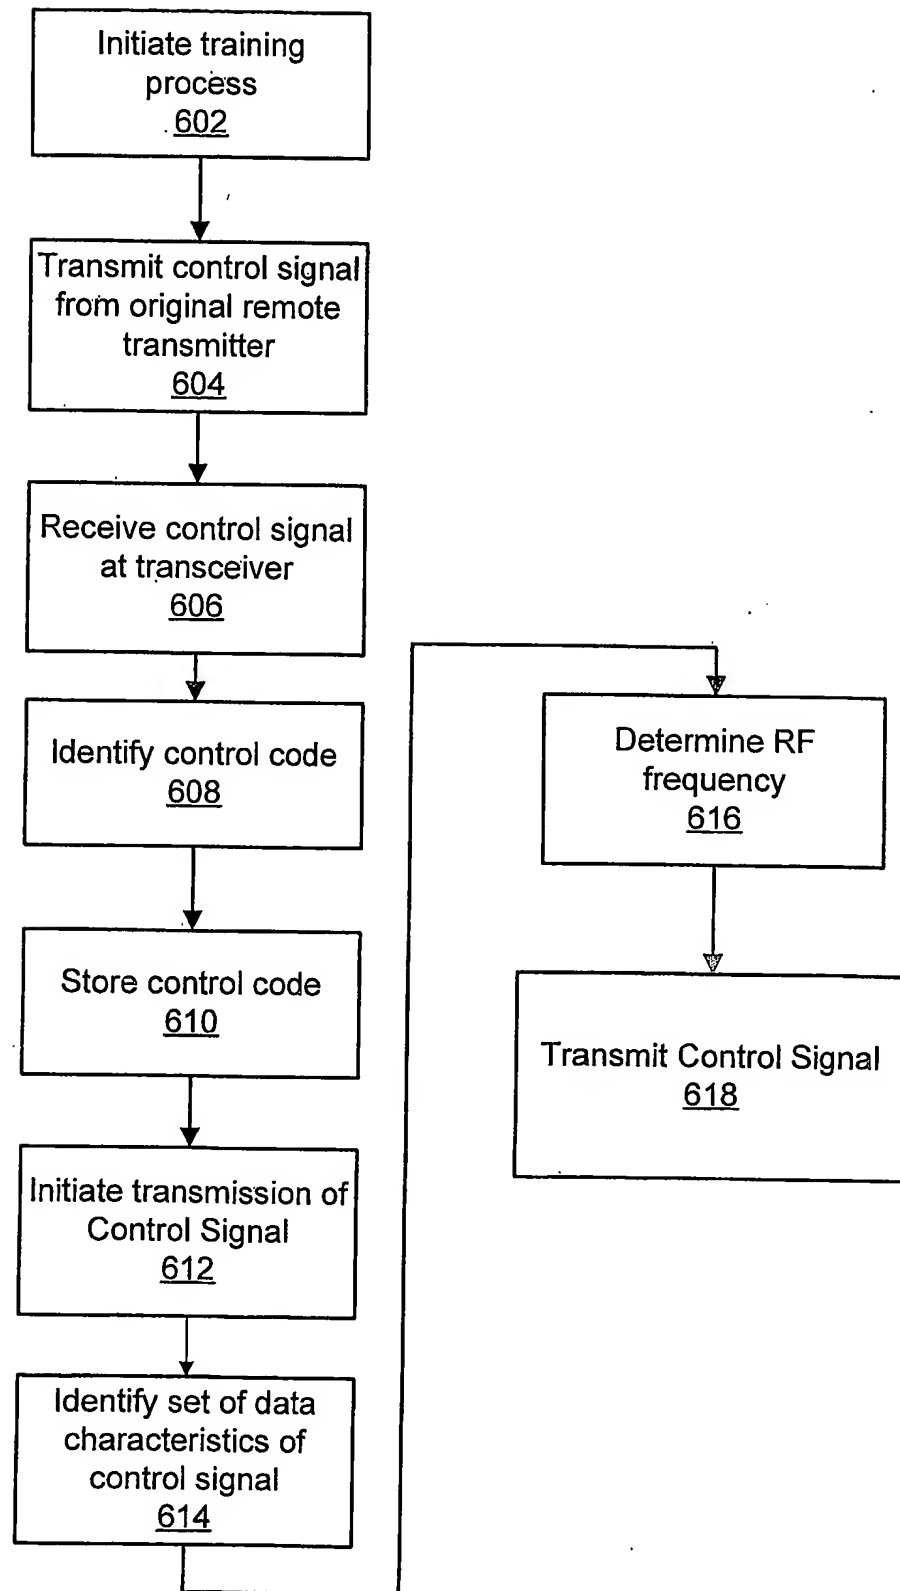 Initiate training
process
602
Transmit control signal
from original remote
transmitter
604
Receive control signal
at transceiver
606
Identify control code
608
Store control code
610
Initiate transmission of
Control Signal
612
Identify set of data
characteristics of
control signal
614
Determine RF
frequency
616
Transmit Control Signal
618